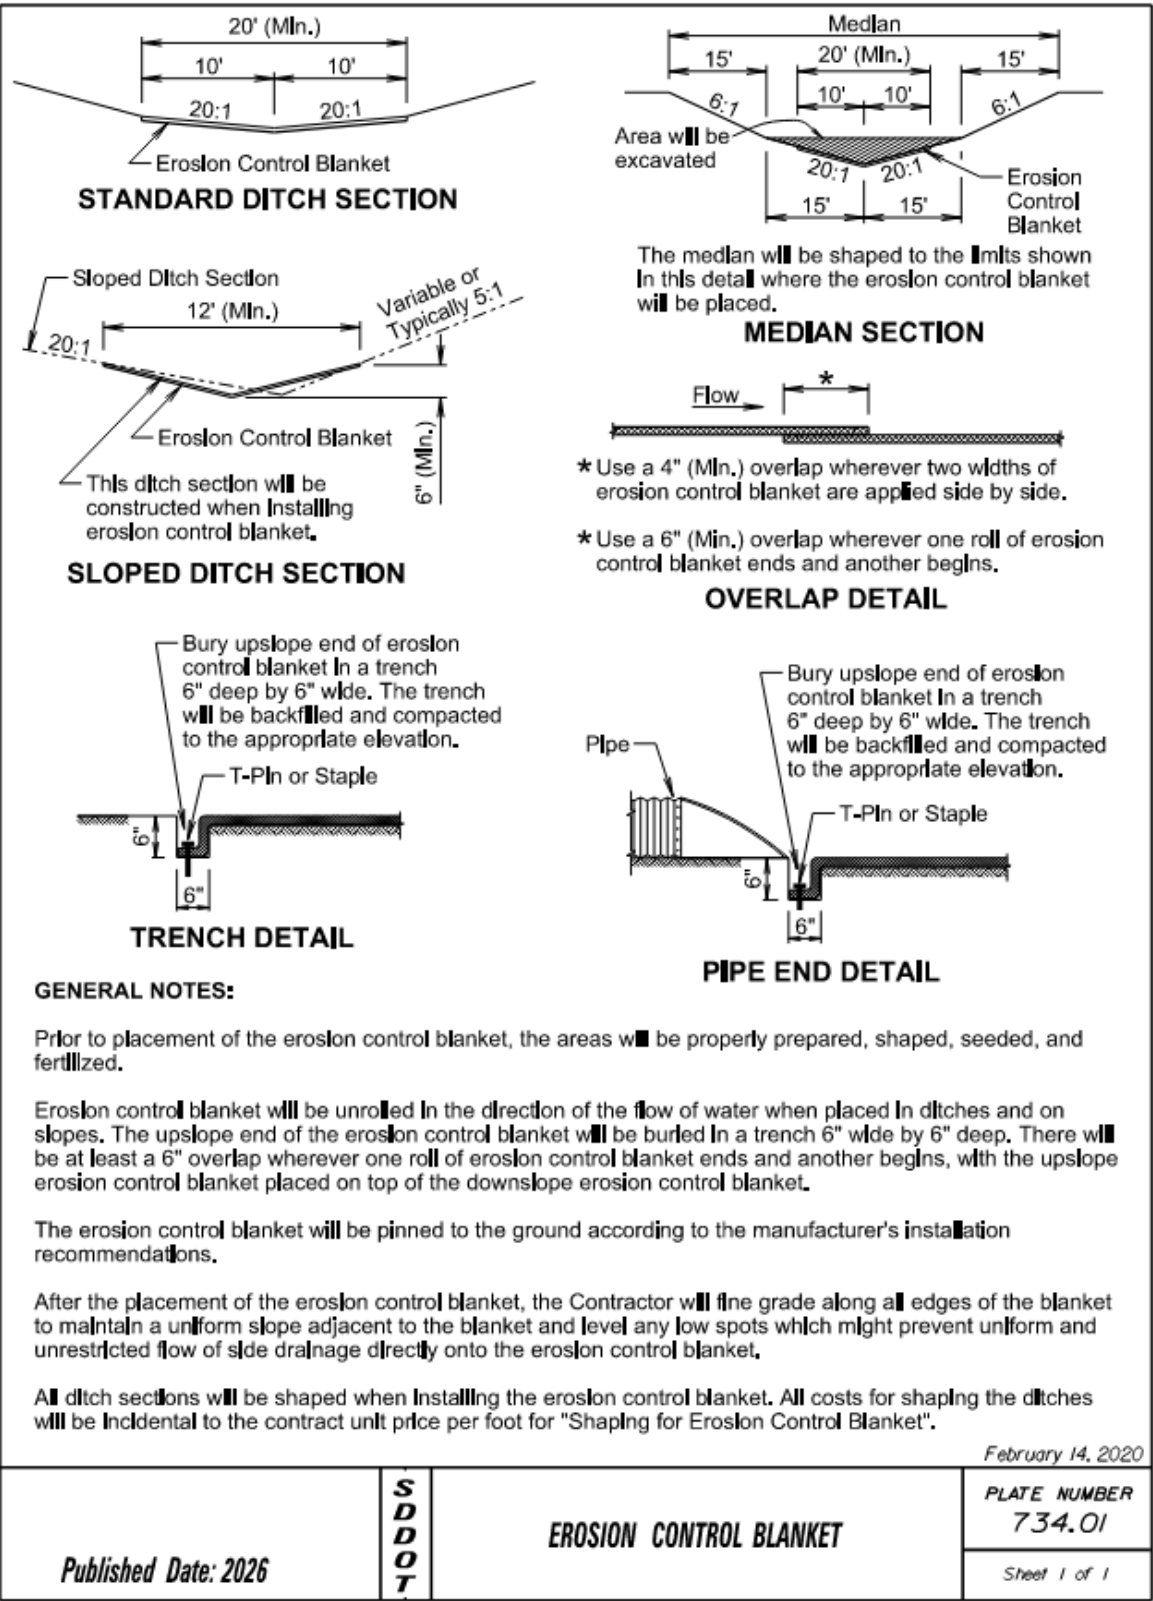 20' (Min.)
10'
10'
20:1
20:1
Erosion Control Blanket
STANDARD DITCH SECTION
Median
15'
20' (Min.)
15'
10'
10'
6:1
6:1
Area will be
excavated
20:1
20:1
Erosion
Control
Blanket
15'
15'
The median will be shaped to the limits shown
in this detail where the erosion control blanket
will be placed.
MEDIAN SECTION
Sloped Ditch Section
12' (Min.)
Variable or
Typically 5:1
20:1
6" (Min.)
Erosion Control Blanket
This ditch section will be
constructed when installing
erosion control blanket.
SLOPED DITCH SECTION
Flow
*
* Use a 4" (Min.) overlap wherever two widths of
erosion control blanket are applied side by side.
* Use a 6" (Min.) overlap wherever one roll of erosion
control blanket ends and another begins.
OVERLAP DETAIL
Bury upslope end of erosion
control blanket in a trench
6" deep by 6" wide. The trench
will be backfilled and compacted
to the appropriate elevation.
T-Pin or Staple
6"
6"
TRENCH DETAIL
Bury upslope end of erosion
control blanket in a trench
6" deep by 6" wide. The trench
will be backfilled and compacted
to the appropriate elevation.
Pipe
T-Pin or Staple
6"
6"
PIPE END DETAIL
GENERAL NOTES:
Prior to placement of the erosion control blanket, the areas will be properly prepared, shaped, seeded, and
fertilized.
Erosion control blanket will be unrolled in the direction of the flow of water when placed in ditches and on
slopes. The upslope end of the erosion control blanket will be buried in a trench 6" wide by 6" deep. There will
be at least a 6" overlap wherever one roll of erosion control blanket ends and another begins, with the upslope
erosion control blanket placed on top of the downslope erosion control blanket.
The erosion control blanket will be pinned to the ground according to the manufacturer's installation
recommendations.
After the placement of the erosion control blanket, the Contractor will fine grade along all edges of the blanket
to maintain a uniform slope adjacent to the blanket and level any low spots which might prevent uniform and
unrestricted flow of side drainage directly onto the erosion control blanket.
All ditch sections will be shaped when installing the erosion control blanket. All costs for shaping the ditches
will be incidental to the contract unit price per foot for "Shaping for Erosion Control Blanket".
February 14, 2020
Published Date: 2026
S
D
D
O
T
EROSION CONTROL BLANKET
PLATE NUMBER
734.01
Sheet 1 of 1